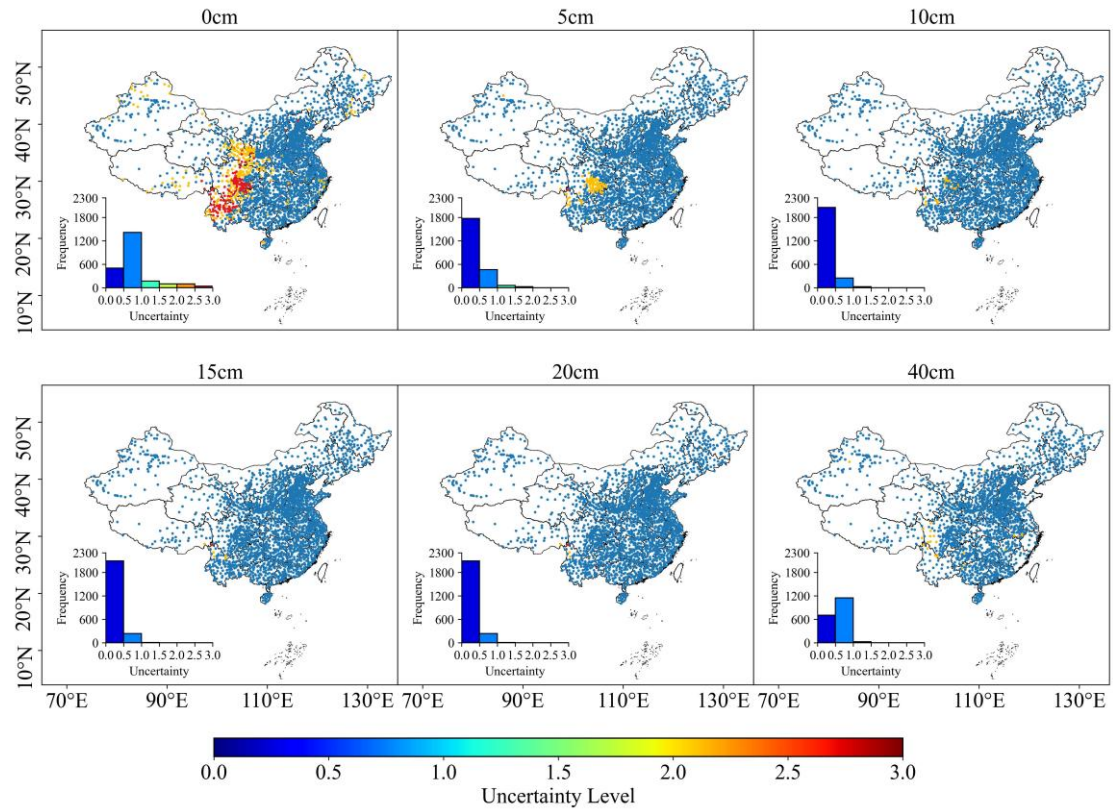 0cm 5cm 10cm
50°N
40°N
30°N
20°N
10°N
2300 2300 2300
1800 1800 1800
1200 1200 1200
600 600 600
0 0 0
Frequency Frequency Frequency
0.0 0.5 1.0 1.5 2.0 2.5 3.0 0.0 0.5 1.0 1.5 2.0 2.5 3.0 0.0 0.5 1.0 1.5 2.0 2.5 3.0
Uncertainty Uncertainty Uncertainty
15cm 20cm 40cm
50°N
40°N
30°N
20°N
10°N
2300 2300 2300
1800 1800 1800
1200 1200 1200
600 600 600
0 0 0
Frequency Frequency Frequency
0.0 0.5 1.0 1.5 2.0 2.5 3.0 0.0 0.5 1.0 1.5 2.0 2.5 3.0 0.0 0.5 1.0 1.5 2.0 2.5 3.0
Uncertainty Uncertainty Uncertainty
70°E 90°E 110°E 130°E 70°E 90°E 110°E 130°E 70°E 90°E 110°E 130°E
0.0 0.5 1.0 1.5 2.0 2.5 3.0
Uncertainty Level